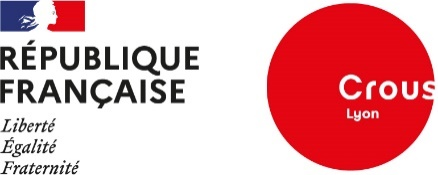 RÉPUBLIQUE
FRANÇAISE
Liberté
Égalité
Fraternité
Crous
Lyon